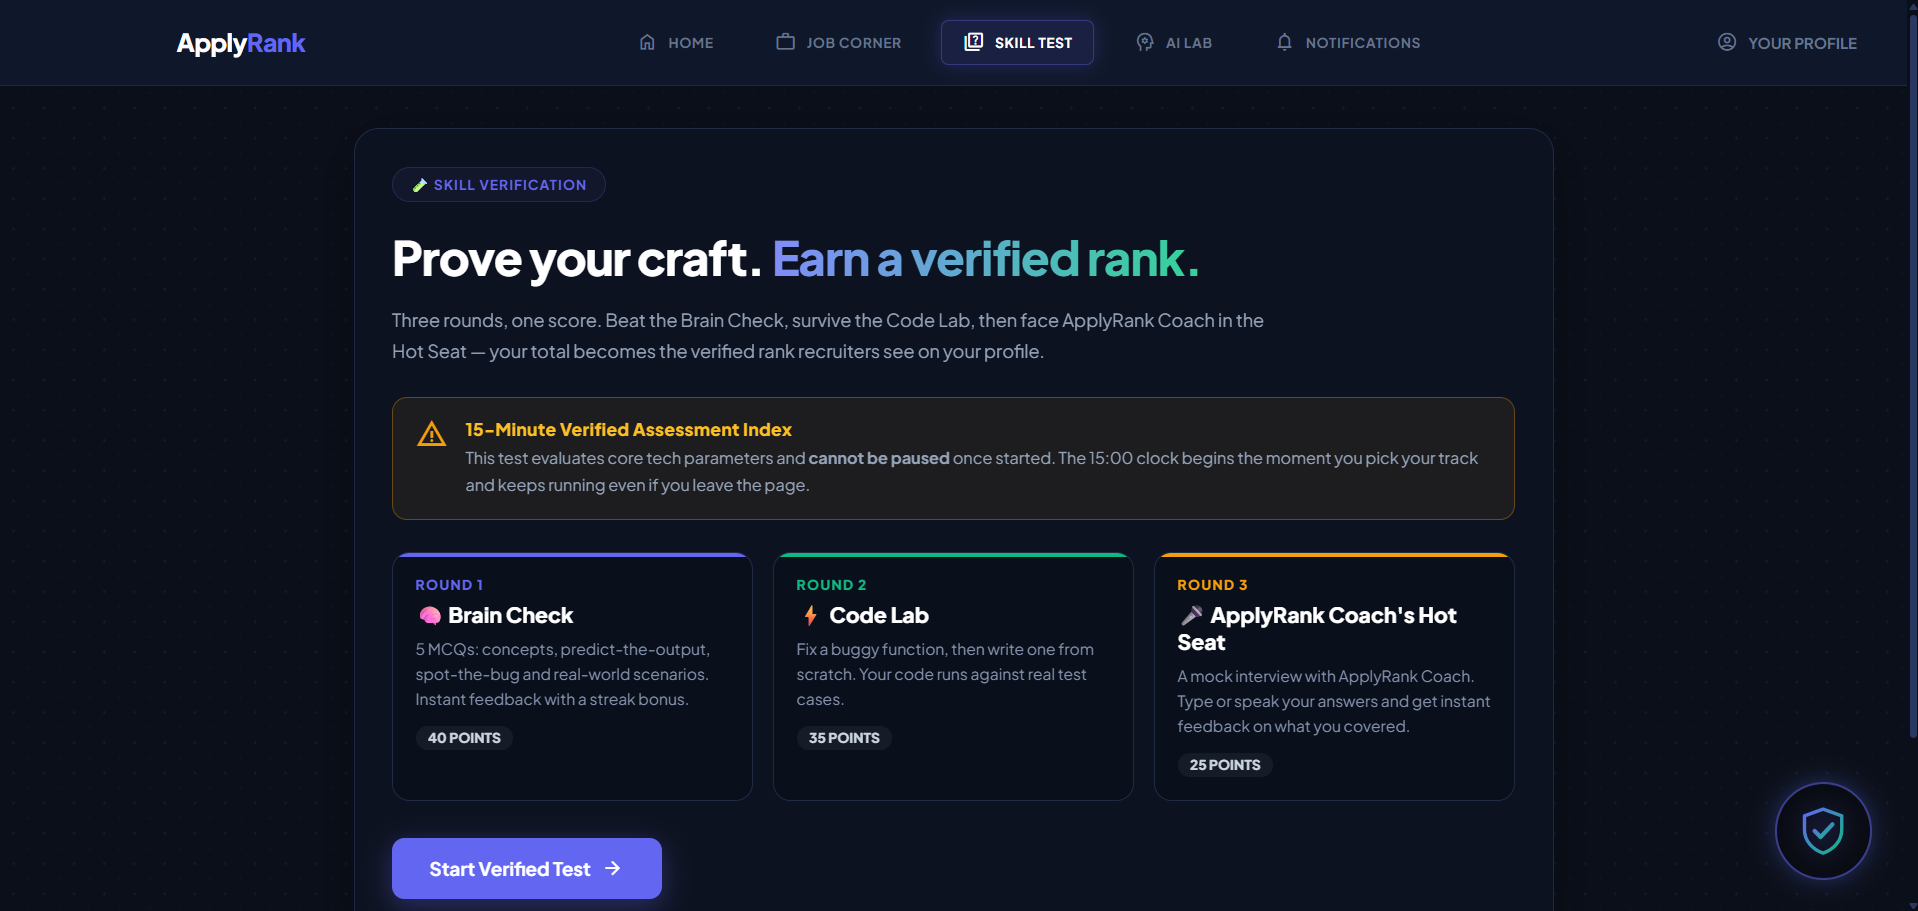 ApplyRank
HOME
JOB CORNER
SKILL TEST
AI LAB
NOTIFICATIONS
YOUR PROFILE
SKILL VERIFICATION
Prove your craft. Earn a verified rank.
Three rounds, one score. Beat the Brain Check, survive the Code Lab, then face ApplyRank Coach in the
Hot Seat — your total becomes the verified rank recruiters see on your profile.
15-Minute Verified Assessment Index
This test evaluates core tech parameters and cannot be paused once started. The 15:00 clock begins the moment you pick your track
and keeps running even if you leave the page.
ROUND 1
Brain Check
5 MCQs: concepts, predict-the-output,
spot-the-bug and real-world scenarios.
Instant feedback with a streak bonus.
40 POINTS
ROUND 2
Code Lab
Fix a buggy function, then write one from
scratch. Your code runs against real test
cases.
35 POINTS
ROUND 3
ApplyRank Coach's Hot
Seat
A mock interview with ApplyRank Coach.
Type or speak your answers and get instant
feedback on what you covered.
25 POINTS
Start Verified Test →